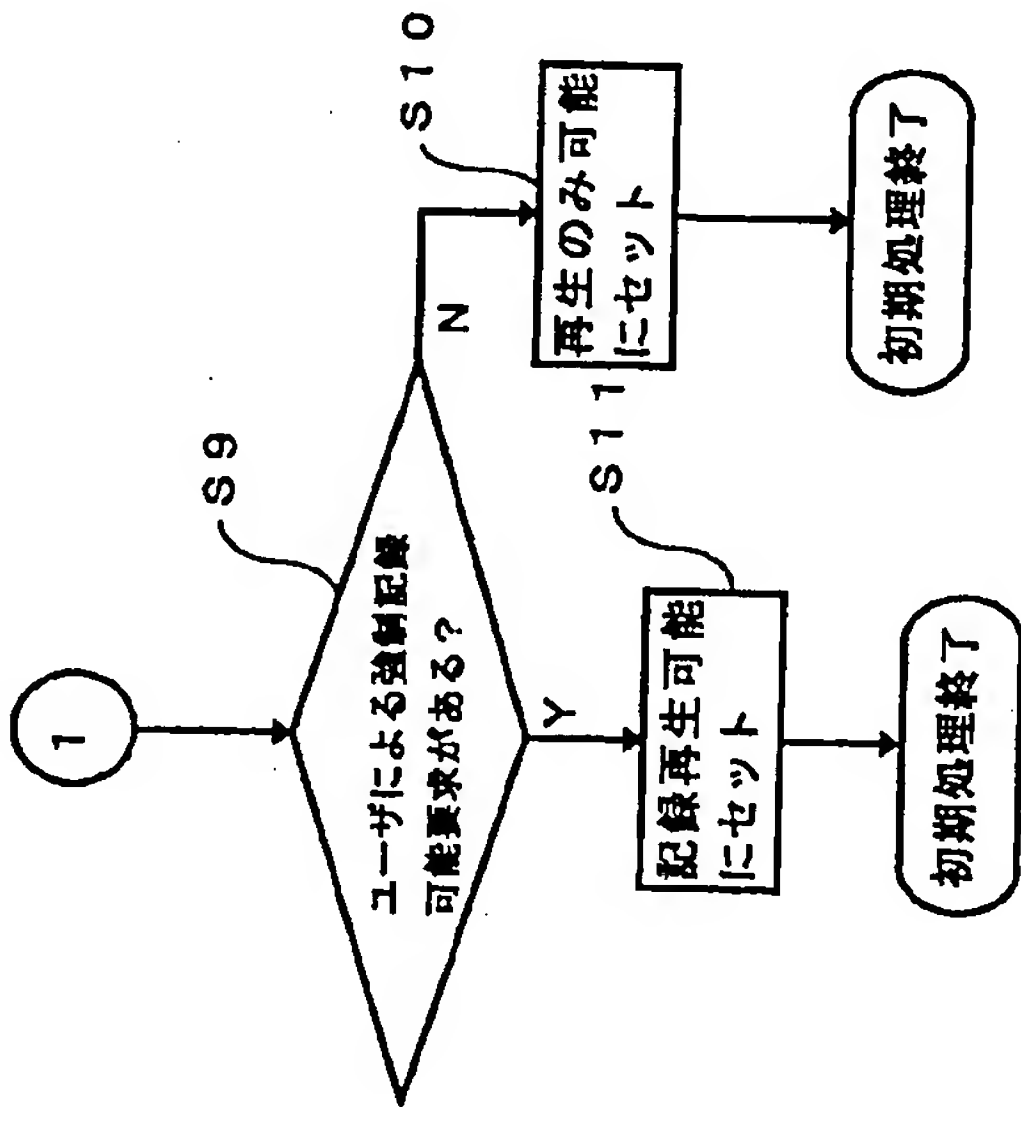 1
S9
ユーザによる強制記録
可能要求がある？
N
Y
S10
再生のみ可能
にセット
初期処理終了
S11
記録再生可能
にセット
初期処理終了